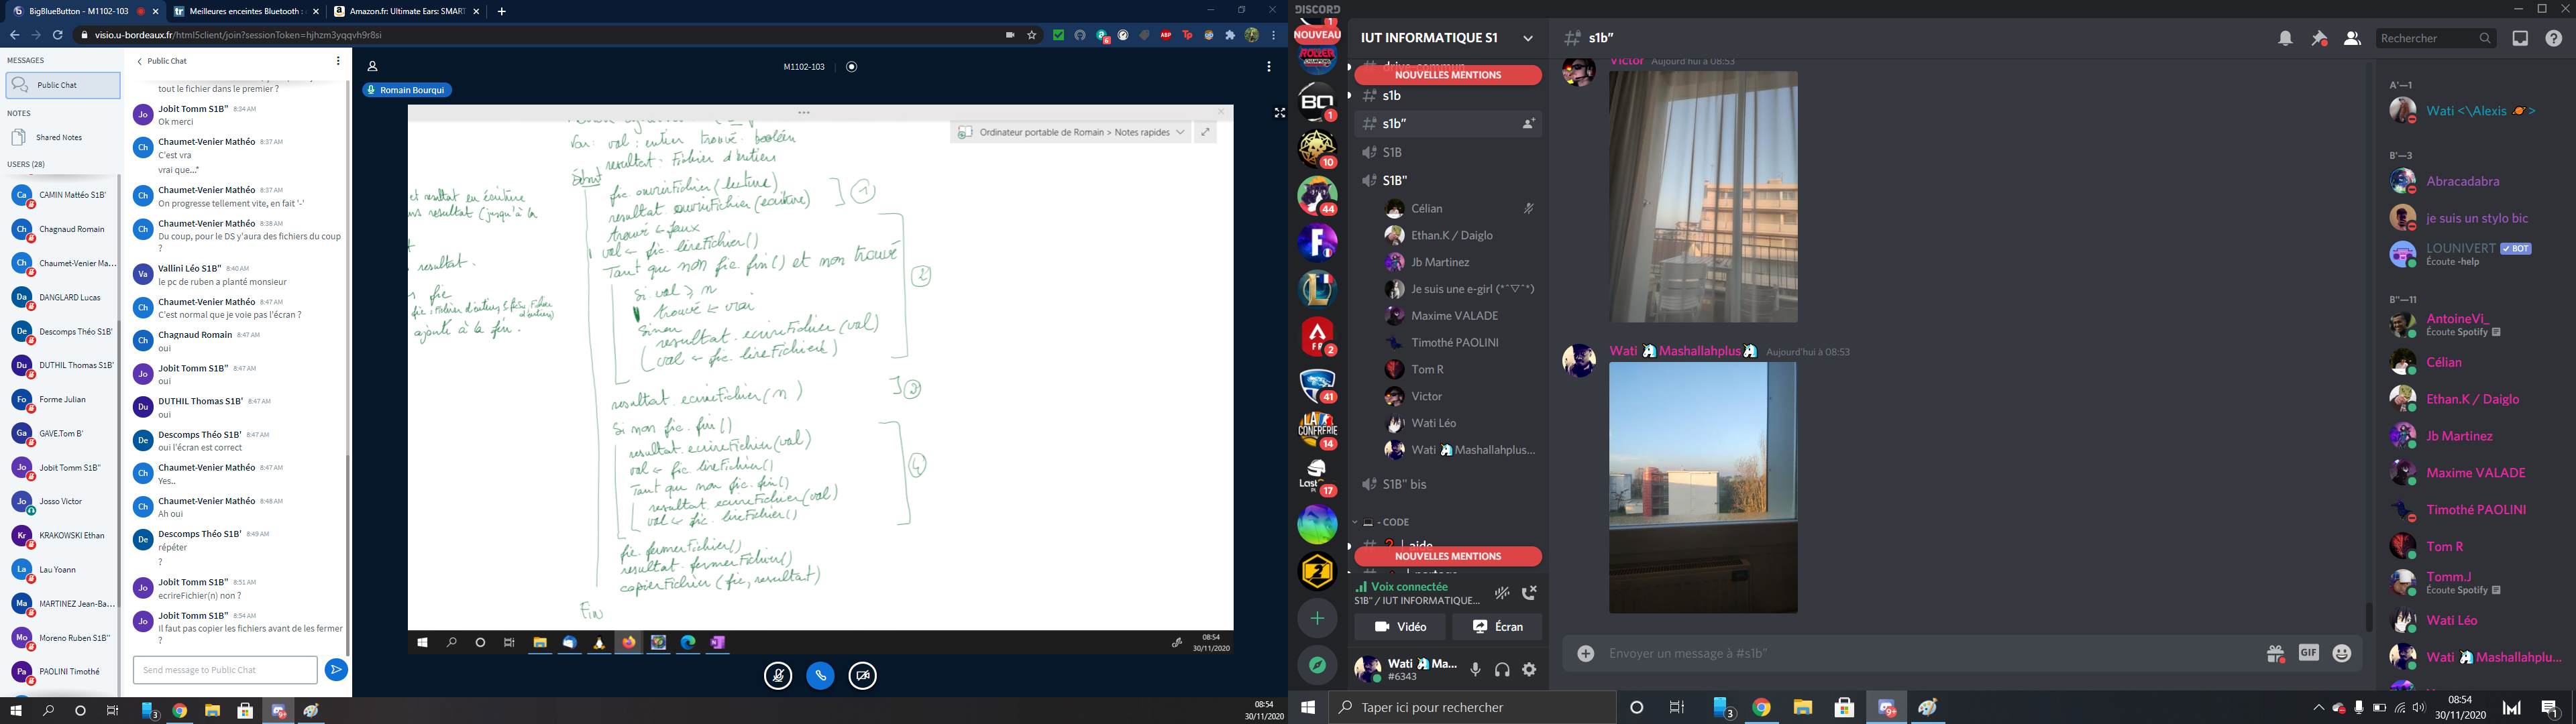 BigBlueButton - M1102-103
Meilleures enceintes Bluetooth :
Amazon.fr: Ultimate Ears: SMART
visio.u-bordeaux.fr/html5client/join?sessionToken=hjhzm3yqqvh9r8si
MESSAGES
Public Chat
NOTES
Shared Notes
USERS (28)
CAMIN Mattéo S1B'
Chagnaud Romain
Chaumet-Venier Ma...
DANGLARD Lucas
Descomps Théo S1B'
DUTHIL Thomas S1B'
Forme Julian
GAVE.Tom B'
Jobit Tomm S1B"
Josso Victor
KRAKOWSKI Ethan
Lau Yoann
MARTINEZ Jean-Ba...
Moreno Ruben S1B"
PAOLINI Timothé
Public Chat
tout le fichier dans le premier ?
Jobit Tomm S1B" 8:34 AM
Ok merci
Chaumet-Venier Mathéo 8:37 AM
C'est vra
vrai que..."
Chaumet-Venier Mathéo 8:37 AM
On progresse tellement vite, en fait '-'
Chaumet-Venier Mathéo 8:38 AM
Du coup, pour le DS y'aura des fichiers du coup
?
Vallini Léo S1B" 8:40 AM
le pc de ruben a planté monsieur
Chaumet-Venier Mathéo 8:47 AM
C'est normal que je voie pas l'écran ?
Chagnaud Romain 8:47 AM
oui
Jobit Tomm S1B" 8:47 AM
oui
DUTHIL Thomas S1B' 8:47 AM
oui
Descomps Théo S1B' 8:47 AM
oui l'écran est correct
Chaumet-Venier Mathéo 8:47 AM
Yes..
Chaumet-Venier Mathéo 8:48 AM
Ah oui
Descomps Théo S1B' 8:49 AM
répéter
?
Jobit Tomm S1B" 8:51 AM
ecrireFichier(n) non ?
Jobit Tomm S1B" 8:54 AM
Il faut pas copier les fichiers avant de les fermer
?
Send message to Public Chat
M1102-103
Romain Bourqui
Ordinateur portable de Romain > Notes rapides
Var: val : entier trouvé : booléen
resultat : Fichier d'entiers
Début
fic ouvrirFichier (lecture)
resultat. ouvrirFichier (ecriture)
1
trouvé ← faux
val ← fic. lireFichier()
Tant que non fic fin() et non trouvé
2
si val ≥ n
trouvé ← vrai
sinon
resultat. ecrireFichier (val)
val ← fic. lireFichier()
resultat. ecrireFichier (n)
3
Si non fic. fin()
resultat. ecrireFichier (val)
val ← fic lireFichier()
Tant que non fic. fin()
resultat. ecrireFichier (val)
val ← fic. lireFichier()
4
fic. fermerFichier()
resultat. fermerFichier()
copierFichier (fic, resultat)
Fin
et resultat en écriture
resultat (jusqu'à la
resultat.
fic
ajouté à la fin.
08:54
30/11/2020
08:54
30/11/2020
DISCORD
NOUVEAU
IUT INFORMATIQUE S1
NOUVELLES MENTIONS
s1b
s1b"
S1B
S1B"
Célian
Ethan.K / Daiglo
Jb Martinez
Je suis une e-girl (*ˆ▽ˆ*)
Maxime VALADE
Timothé PAOLINI
Tom R
Victor
Wati Léo
Wati 🦄Mashallahplus...
S1B" bis
- CODE
aide
NOUVELLES MENTIONS
Voix connectée
S1B" / IUT INFORMATIQUE...
Vidéo
Écran
Wati 🦄Ma...
#6343
s1b"
Rechercher
Victor Aujourd'hui à 08:53
Wati 🦄Mashallahplus🦄 Aujourd'hui à 08:53
Envoyer un message à #s1b"
GIF
A'—1
Wati <\Alexis 🪐>
B'—3
Abracadabra
je suis un stylo bic
LOUNIVERT BOT
Écoute -help
B"—11
AntoineVi_
Écoute Spotify
Célian
Ethan.K / Daiglo
Jb Martinez
Maxime VALADE
Timothé PAOLINI
Tom R
Tomm.J
Écoute Spotify
Wati Léo
Wati 🦄Mashallahplu...
Taper ici pour rechercher
08:54
30/11/2020